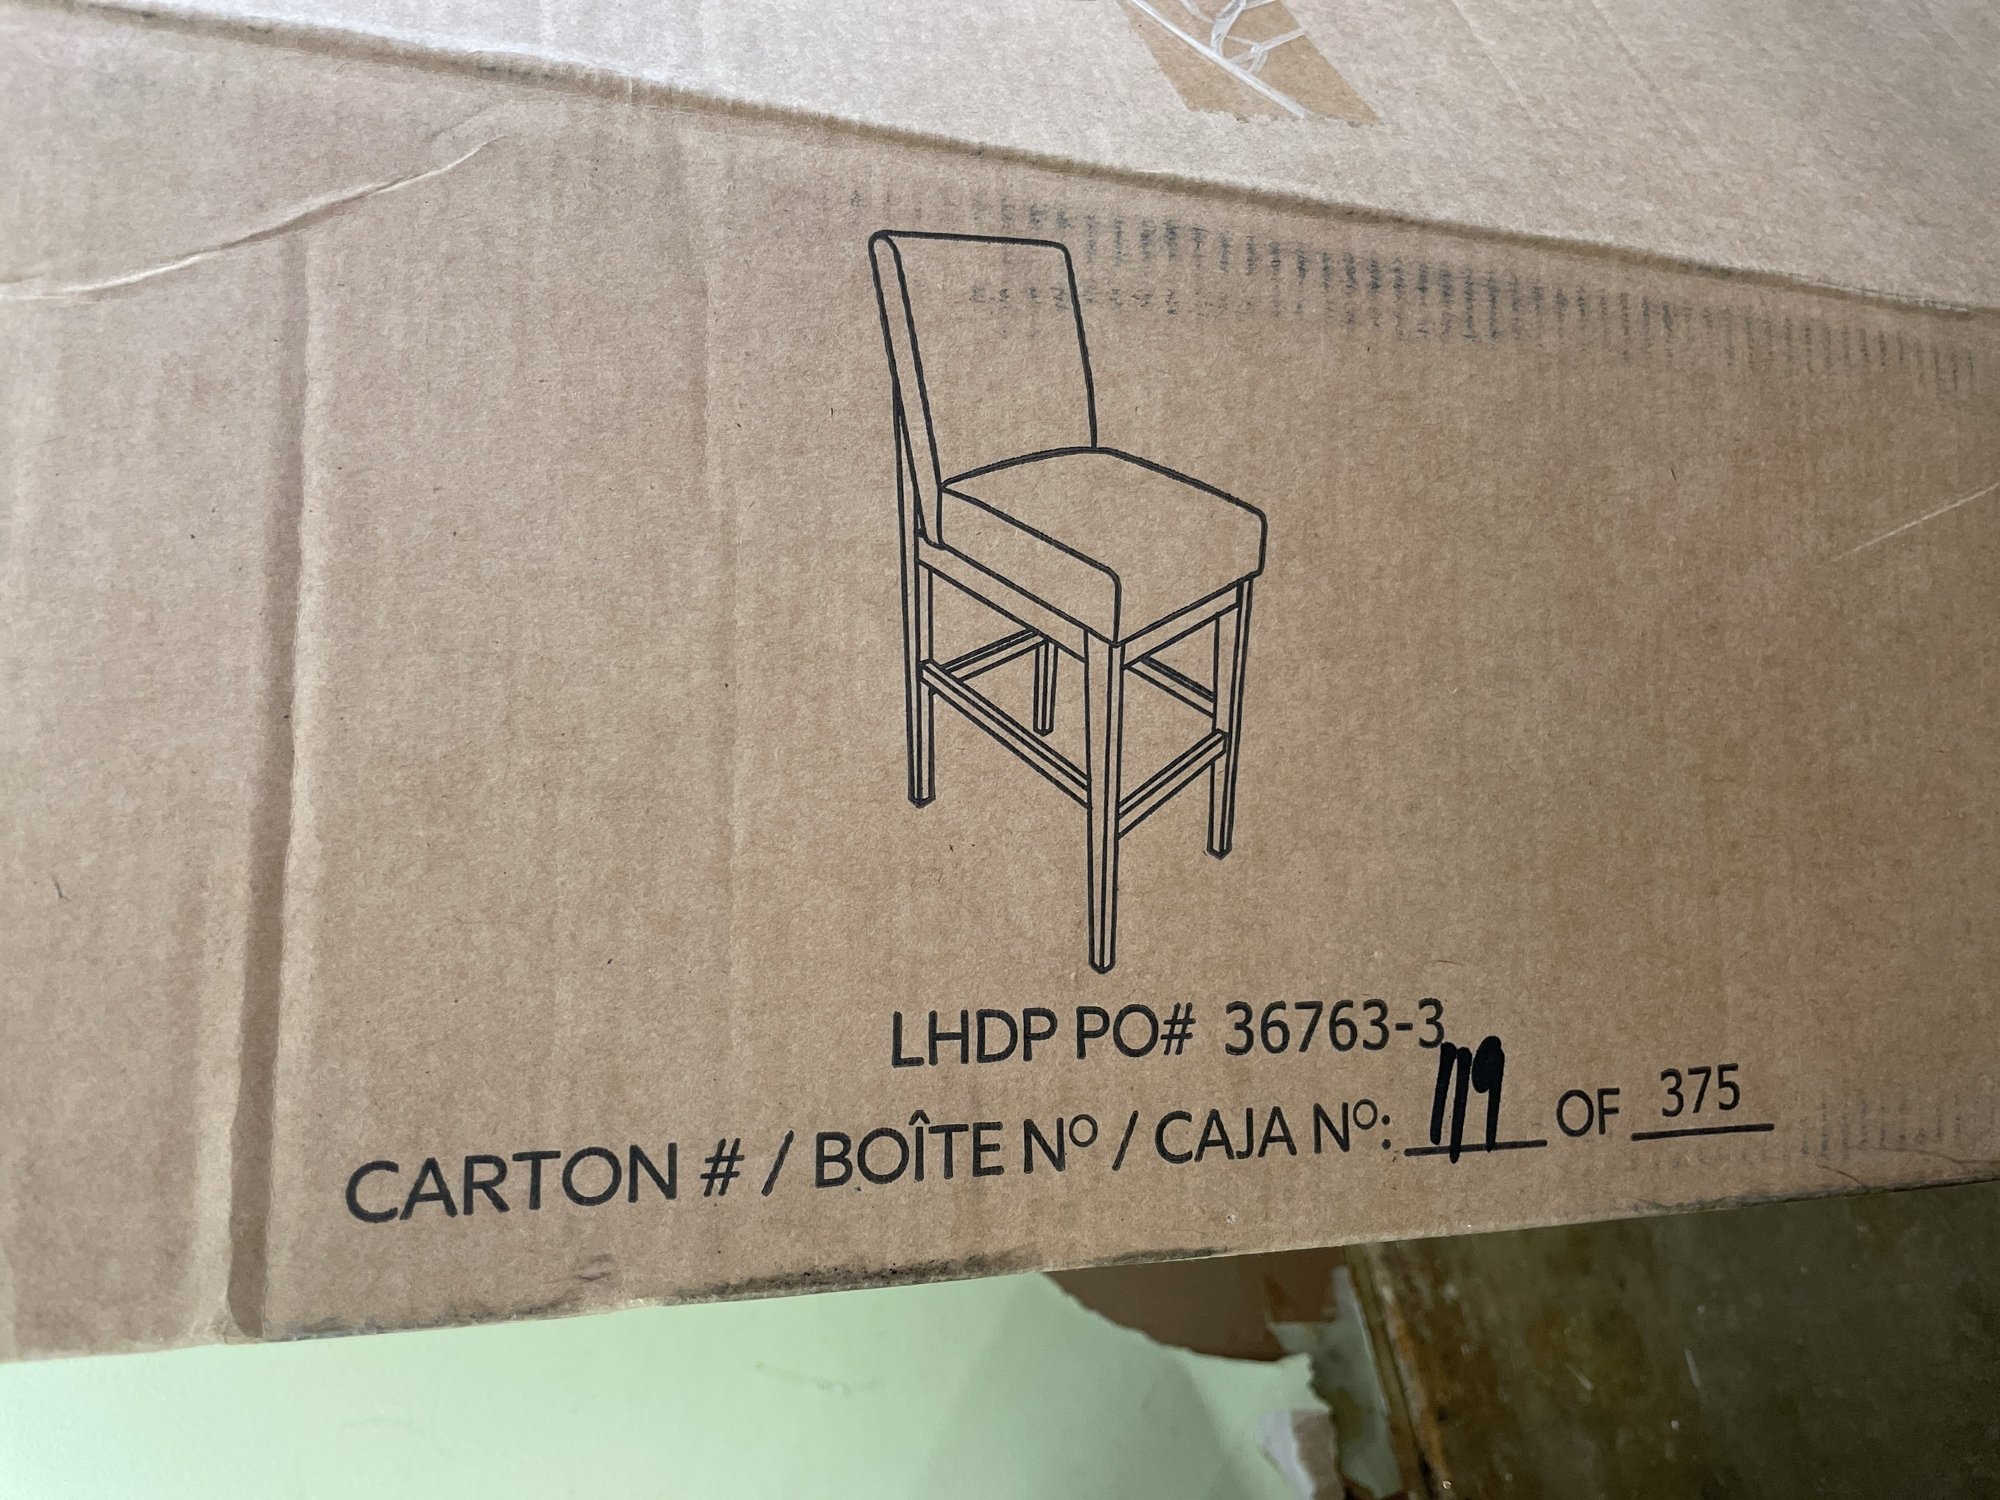 LHDP PO# 36763-3
CARTON # / BOÎTE Nº / CAJA Nº: 119 OF 375